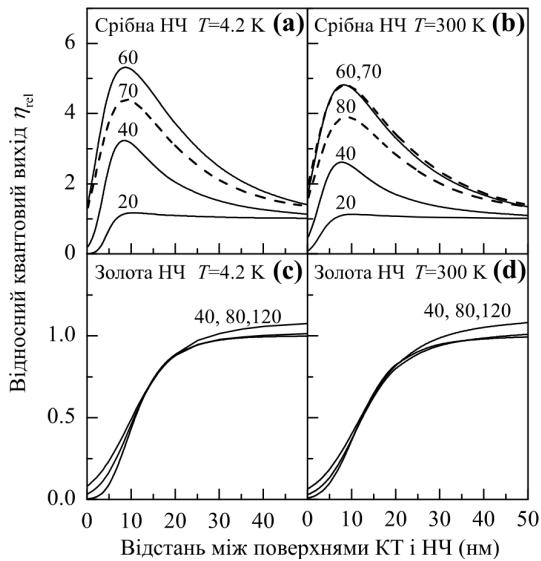 Срібна НЧ T=4.2 K (a)
Срібна НЧ T=300 K (b)
6
4
2
0
60
70
40
20
60,70
80
40
20
Відносний квантовий вихід ηrel
Золота НЧ T=4.2 K (c)
Золота НЧ T=300 K (d)
1.0
0.5
0.0
40, 80,120
40, 80,120
0 10 20 30 40 0 10 20 30 40 50
Відстань між поверхнями КТ і НЧ (нм)